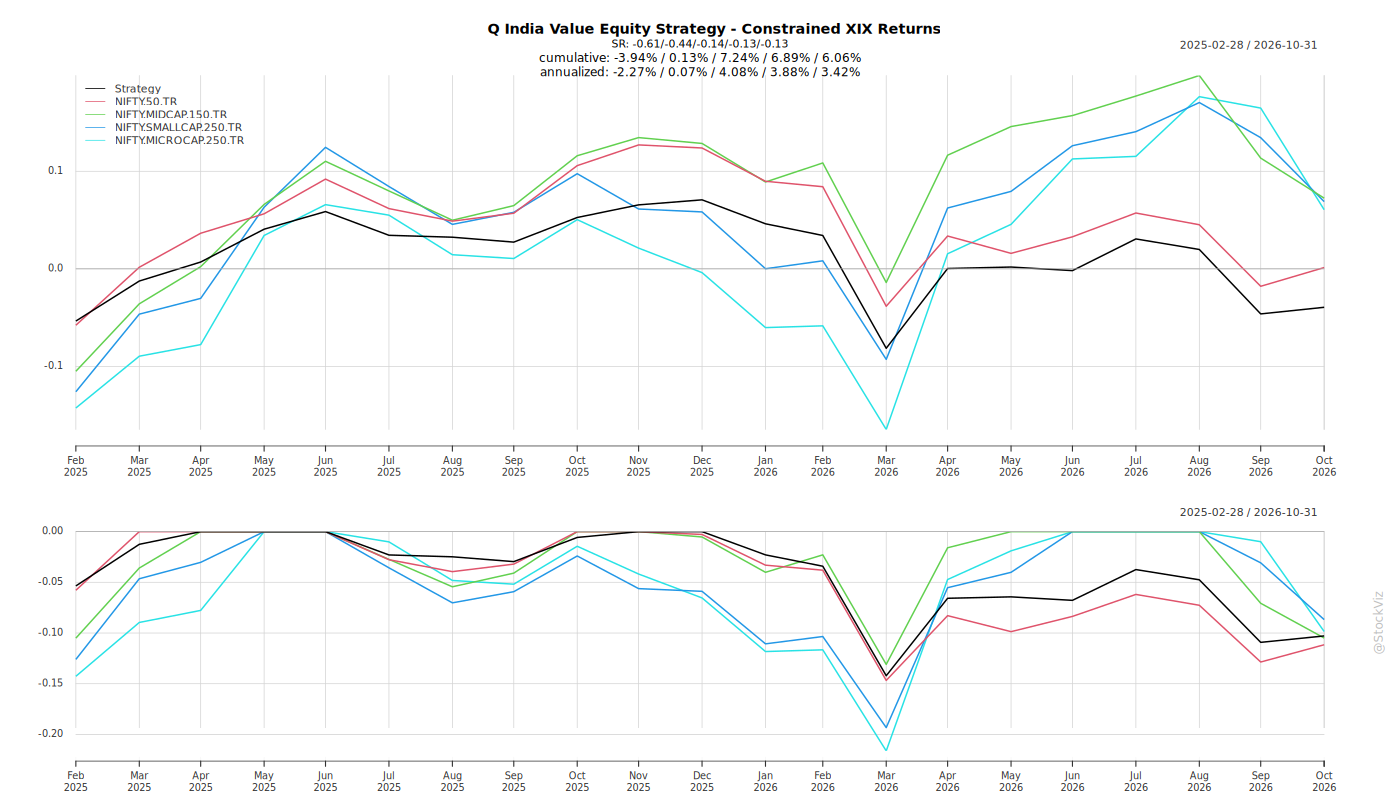 Q India Value Equity Strategy - Constrained XIX Returns
SR: -0.61/-0.44/-0.14/-0.13/-0.13
cumulative: -3.94% / 0.13% / 7.24% / 6.89% / 6.06%
annualized: -2.27% / 0.07% / 4.08% / 3.88% / 3.42%
2025-02-28 / 2026-10-31
Strategy
NIFTY.50.TR
NIFTY.MIDCAP.150.TR
NIFTY.SMALLCAP.250.TR
NIFTY.MICROCAP.250.TR
0.1
0.0
-0.1
Feb Mar Apr May Jun Jul Aug Sep Oct Nov Dec Jan Feb Mar Apr May Jun Jul Aug Sep Oct
2025 2025 2025 2025 2025 2025 2025 2025 2025 2025 2025 2026 2026 2026 2026 2026 2026 2026 2026 2026 2026
2025-02-28 / 2026-10-31
0.00
-0.05
-0.10
-0.15
-0.20
Feb Mar Apr May Jun Jul Aug Sep Oct Nov Dec Jan Feb Mar Apr May Jun Jul Aug Sep Oct
2025 2025 2025 2025 2025 2025 2025 2025 2025 2025 2025 2026 2026 2026 2026 2026 2026 2026 2026 2026 2026
@StockViz